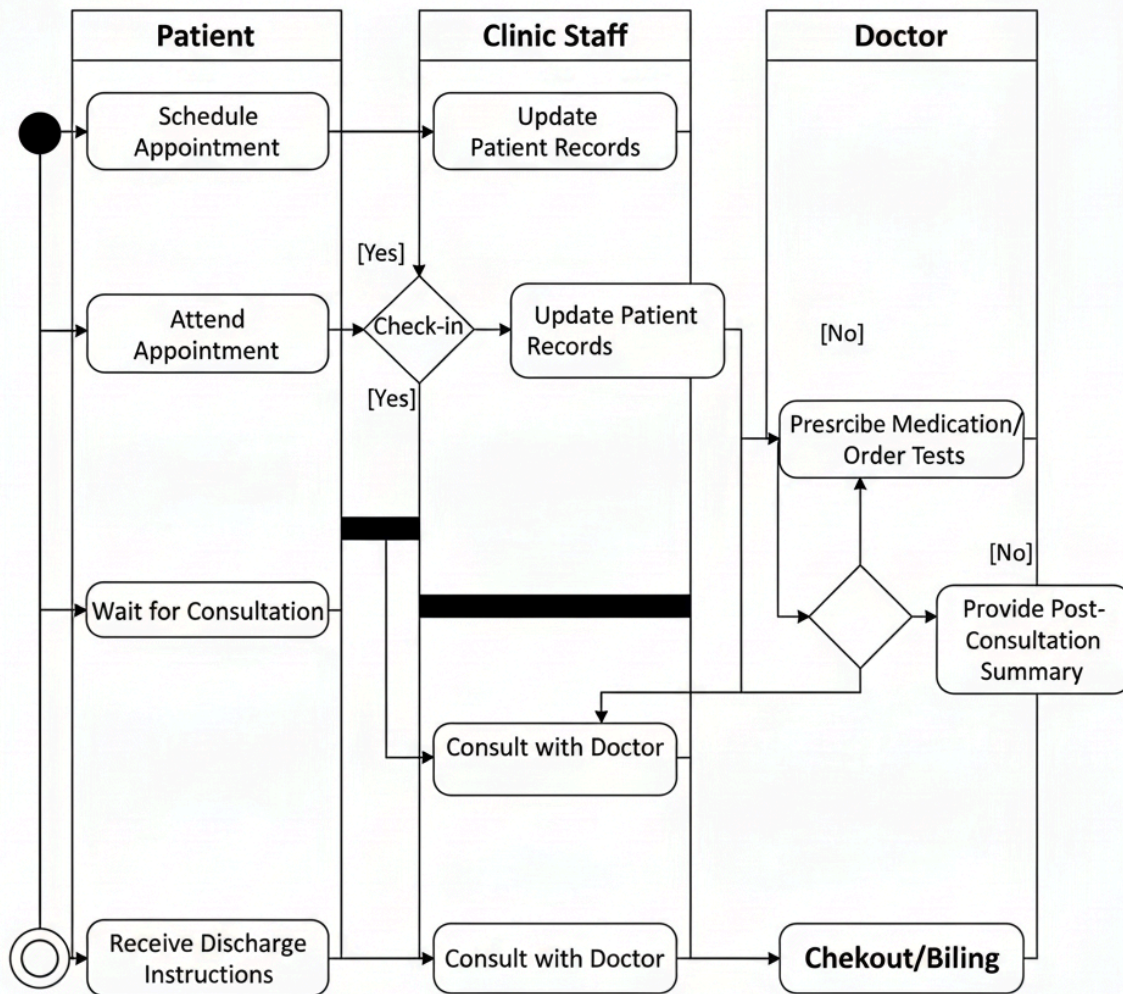 Patient
Clinic Staff
Doctor
Schedule
Appointment
Update
Patient Records
[Yes]
Attend
Appointment
Check-in
Update Patient
Records
[No]
[Yes]
Presrcibe Medication/
Order Tests
[No]
Wait for Consultation
Provide Post-
Consultation
Summary
Consult with Doctor
Receive Discharge
Instructions
Consult with Doctor
Chekout/Biling